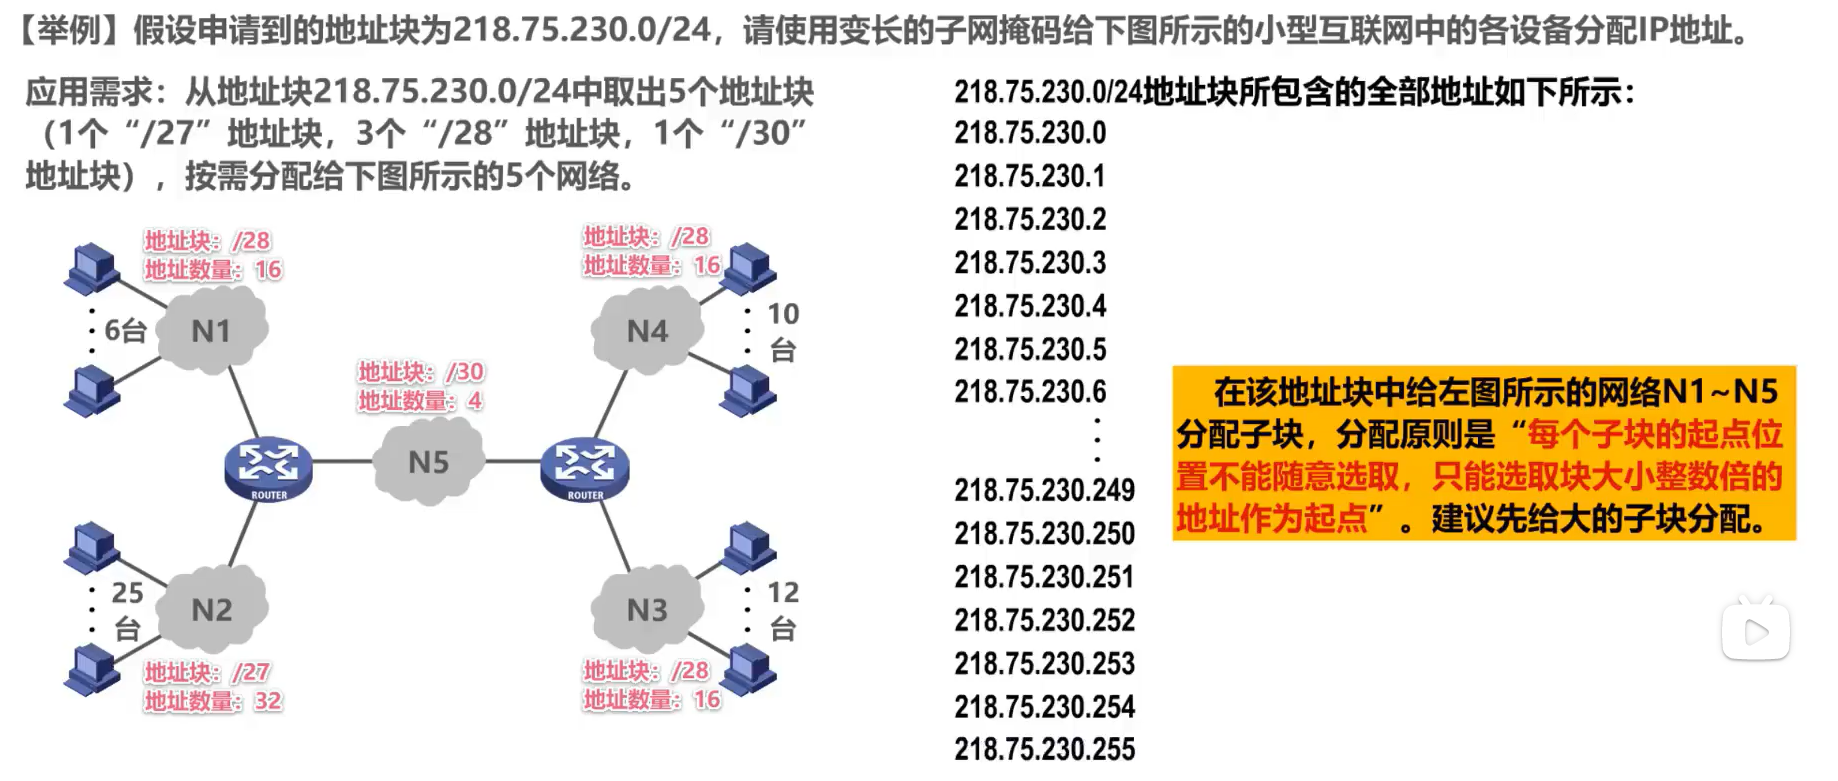 【举例】假设申请到的地址块为218.75.230.0/24，请使用变长的子网掩码给下图所示的小型互联网中的各设备分配IP地址。
应用需求：从地址块218.75.230.0/24中取出5个地址块
（1个“/27”地址块，3个“/28”地址块，1个“/30”
地址块），按需分配给下图所示的5个网络。
地址块：/28
地址数量：16
6台
N1
地址块：/28
地址数量：16
N4
10
台
地址块：/30
地址数量：4
N5
ROUTER
ROUTER
25
台
N2
地址块：/27
地址数量：32
N3
12
台
地址块：/28
地址数量：16
218.75.230.0/24地址块所包含的全部地址如下所示：
218.75.230.0
218.75.230.1
218.75.230.2
218.75.230.3
218.75.230.4
218.75.230.5
218.75.230.6
218.75.230.249
218.75.230.250
218.75.230.251
218.75.230.252
218.75.230.253
218.75.230.254
218.75.230.255
在该地址块中给左图所示的网络N1~N5
分配子块，分配原则是“每个子块的起点位
置不能随意选取，只能选取块大小整数倍的
地址作为起点”。建议先给大的子块分配。